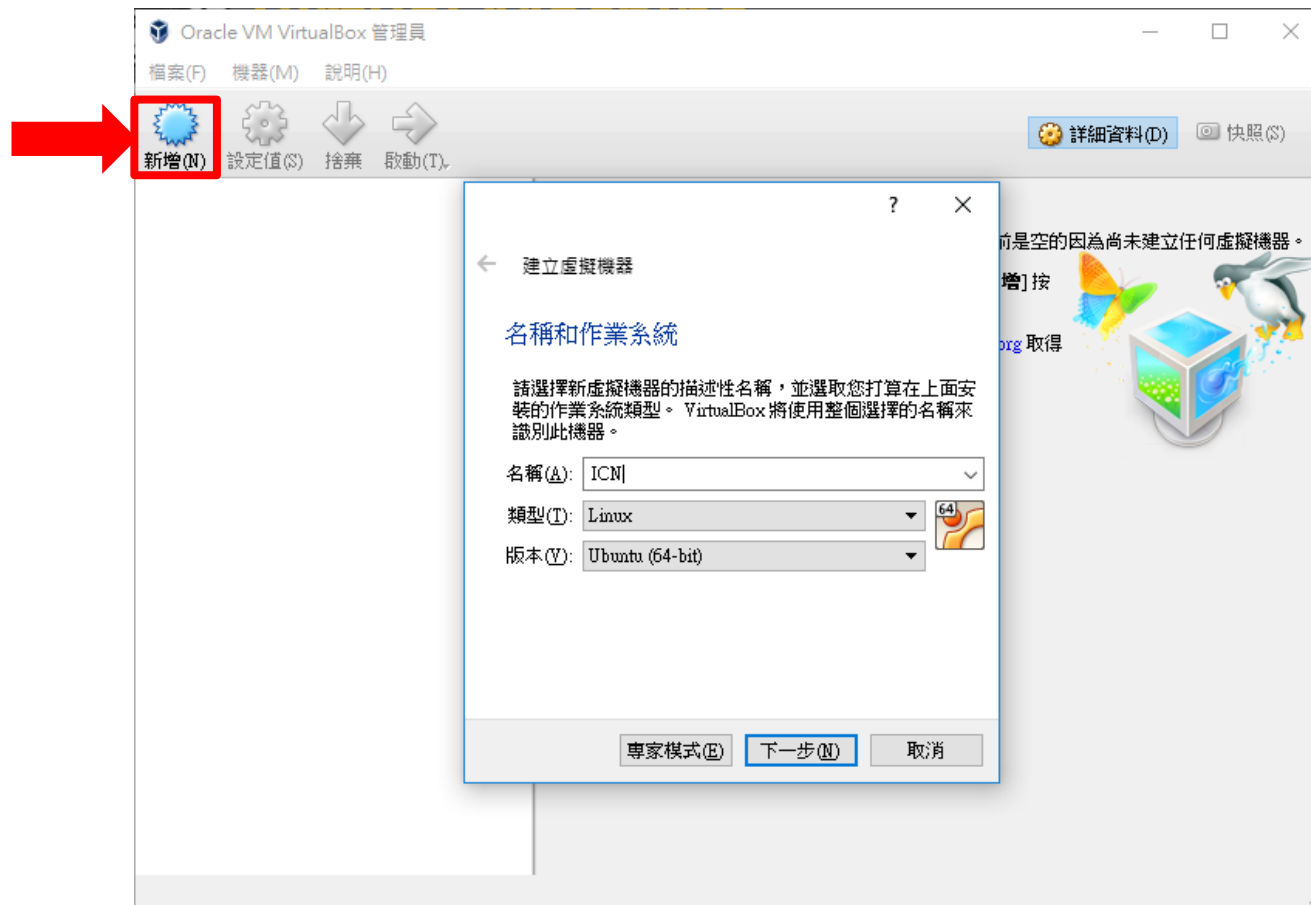 Oracle VM VirtualBox 管理員
檔案(F) 機器(M) 說明(H)
新增(N) 設定值(S) 捨棄 啟動(T)
詳細資料(D) 快照(S)
前是空的因為尚未建立任何虛擬機器。
增] 按
org 取得
?
建立虛擬機器
名稱和作業系統
請選擇新虛擬機器的描述性名稱，並選取您打算在上面安
裝的作業系統類型。 VirtualBox 將使用整個選擇的名稱來
識別此機器。
名稱(A): ICN
類型(T): Linux
64
版本(V): Ubuntu (64-bit)
專家模式(E) 下一步(N) 取消